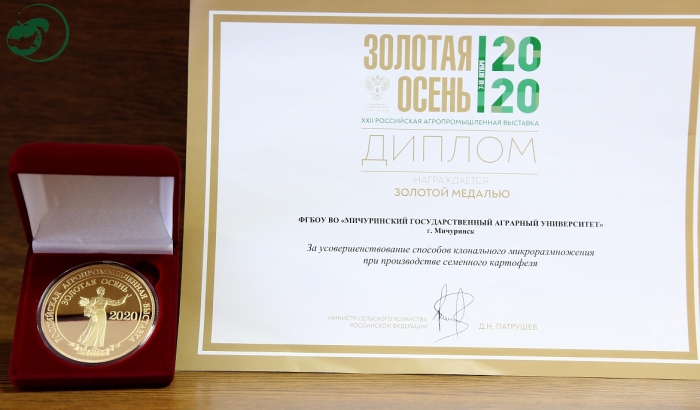 ЗОЛОТАЯ
ОСЕНЬ
2020
XXII РОССИЙСКАЯ АГРОПРОМЫШЛЕННАЯ ВЫСТАВКА
ДИПЛОМ
НАГРАЖДАЕТСЯ
ЗОЛОТОЙ МЕДАЛЬЮ
ФГБОУ ВО «МИЧУРИНСКИЙ ГОСУДАРСТВЕННЫЙ АГРАРНЫЙ УНИВЕРСИТЕТ»
г. Мичуринск
За усовершенствование способов клонального микроразмножения
при производстве семенного картофеля
МИНИСТР СЕЛЬСКОГО ХОЗЯЙСТВА
РОССИЙСКОЙ ФЕДЕРАЦИИ
Д.Н. ПАТРУШЕВ
РОССИЙСКАЯ АГРОПРОМЫШЛЕННАЯ ВЫСТАВКА
ЗОЛОТАЯ ОСЕНЬ
2020